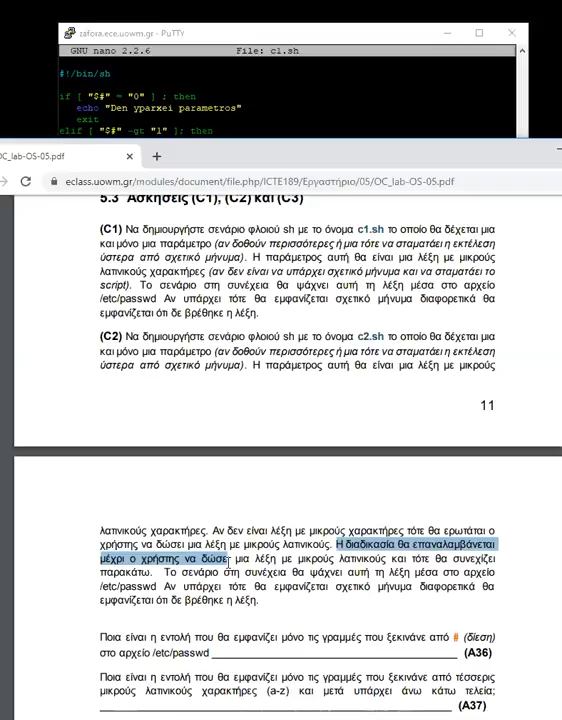 zafora.ece.uowm.gr - PuTTY
GNU nano 2.2.6 File: c1.sh
#!/bin/sh
if [ "$#" = "0" ] ; then
echo "Den yparxei parametros"
exit
elif [ "$#" -gt "1" ]; then
OC_lab-OS-05.pdf
eclass.uowm.gr/modules/document/file.php/ICTE189/Εργαστήριο/05/OC_lab-OS-05.pdf
5.3 Ασκήσεις (C1), (C2) και (C3)
(C1) Να δημιουργήστε σενάριο φλοιού sh με το όνομα c1.sh το οποίο θα δέχεται μια
και μόνο μια παράμετρο (αν δοθούν περισσότερες ή μια τότε να σταματάει η εκτέλεση
ύστερα από σχετικό μήνυμα). Η παράμετρος αυτή θα είναι μια λέξη με μικρούς
λατινικούς χαρακτήρες (αν δεν είναι να υπάρχει σχετικό μήνυμα και να σταματάει το
script). Το σενάριο στη συνέχεια θα ψάχνει αυτή τη λέξη μέσα στο αρχείο
/etc/passwd Αν υπάρχει τότε θα εμφανίζεται σχετικό μήνυμα διαφορετικά θα
εμφανίζεται ότι δε βρέθηκε η λέξη.
(C2) Να δημιουργήστε σενάριο φλοιού sh με το όνομα c2.sh το οποίο θα δέχεται μια
και μόνο μια παράμετρο (αν δοθούν περισσότερες ή μια τότε να σταματάει η εκτέλεση
ύστερα από σχετικό μήνυμα). Η παράμετρος αυτή θα είναι μια λέξη με μικρούς
11
λατινικούς χαρακτήρες. Αν δεν είναι λέξη με μικρούς χαρακτήρες τότε θα ερωτάται ο
χρήστης να δώσει μια λέξη με μικρούς λατινικούς. Η διαδικασία θα επαναλαμβάνεται
μέχρι ο χρήστης να δώσει μια λέξη με μικρούς λατινικούς και τότε θα συνεχίζει
παρακάτω. Το σενάριο στη συνέχεια θα ψάχνει αυτή τη λέξη μέσα στο αρχείο
/etc/passwd Αν υπάρχει τότε θα εμφανίζεται σχετικό μήνυμα διαφορετικά θα
εμφανίζεται ότι δε βρέθηκε η λέξη.
Ποια είναι η εντολή που θα εμφανίζει μόνο τις γραμμές που ξεκινάνε από # (δίεση)
στο αρχείο /etc/passwd (A36)
Ποια είναι η εντολή που θα εμφανίζει μόνο τις γραμμές που ξεκινάνε από τέσσερις
μικρούς λατινικούς χαρακτήρες (a-z) και μετά υπάρχει άνω κάτω τελεία;
(A37)